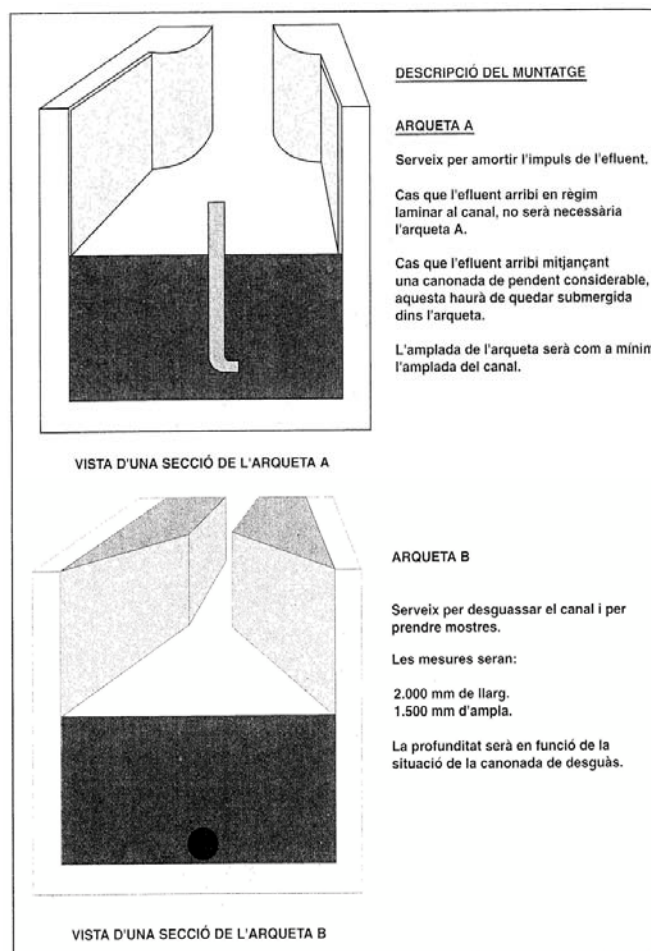 DESCRIPCIÓ DEL MUNTATGE
ARQUETA A
Serveix per amortir l'impuls de l'efluent.
Cas que l'efluent arribi en règim
laminar al canal, no serà necessària
l'arqueta A.
Cas que l'efluent arribi mitjançant
una canonada de pendent considerable,
aquesta haurà de quedar submergida
dins l'arqueta.
L'amplada de l'arqueta serà com a mínim
l'amplada del canal.
VISTA D'UNA SECCIÓ DE L'ARQUETA A
ARQUETA B
Serveix per desguassar el canal i per
prendre mostres.
Les mesures seran:
2.000 mm de llarg.
1.500 mm d'ampla.
La profunditat serà en funció de la
situació de la canonada de desguàs.
VISTA D'UNA SECCIÓ DE L'ARQUETA B